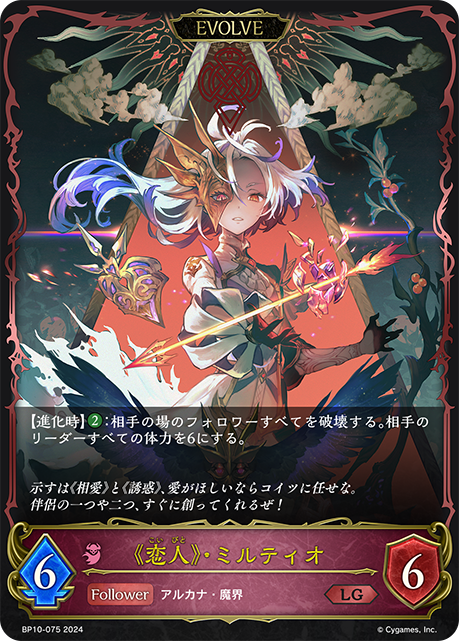 EVOLVE
【進化時】2:相手の場のフォロワーすべてを破壊する。相手の
リーダーすべての体力を6にする。
示すは《相愛》と《誘惑》、愛がほしいならコイツに任せな。
伴侶の一つや二つ、すぐに創ってくれるぜ!
こい びと
《恋人》・ミルティオ
6
Follower アルカナ・魔界 LG
6
BP10-075 2024 © Cygames, Inc.